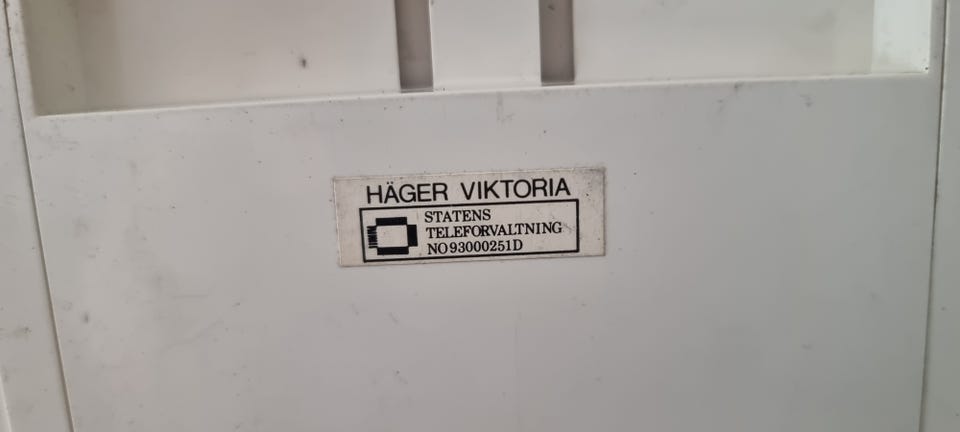 HÄGER VIKTORIA
STATENS
TELEFORVALTNING
NO93000251D